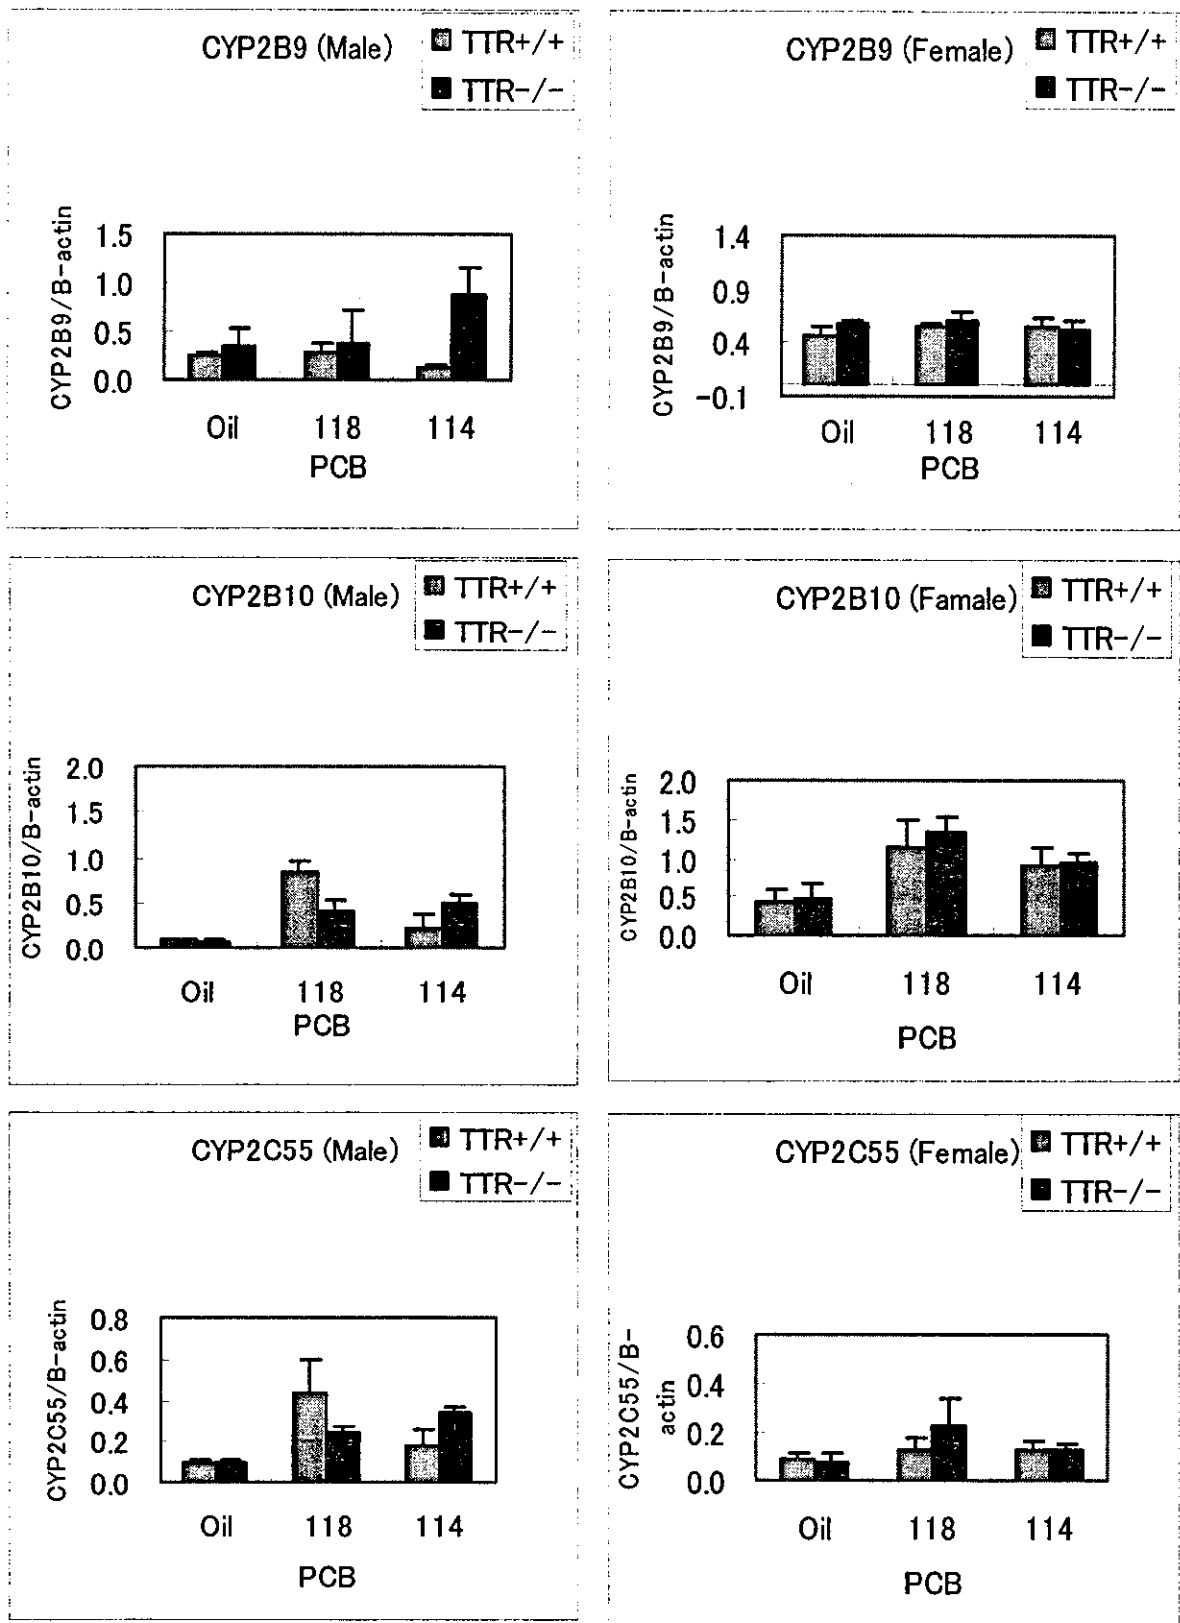 CYP2B9 (Male)
TTR+/+
TTR-/-
CYP2B9/B-actin
1.5
1.0
0.5
0.0
Oil 118 114
PCB
CYP2B9 (Female)
TTR+/+
TTR-/-
CYP2B9/B-actin
1.4
0.9
0.4
-0.1
Oil 118 114
PCB
CYP2B10 (Male)
TTR+/+
TTR-/-
CYP2B10/B-actin
2.0
1.5
1.0
0.5
0.0
Oil 118 114
PCB
CYP2B10 (Famale)
TTR+/+
TTR-/-
CYP2B10/B-actin
2.0
1.5
1.0
0.5
0.0
Oil 118 114
PCB
CYP2C55 (Male)
TTR+/+
TTR-/-
CYP2C55/B-actin
0.8
0.6
0.4
0.2
0.0
Oil 118 114
PCB
CYP2C55 (Female)
TTR+/+
TTR-/-
CYP2C55/B-
actin
0.6
0.4
0.2
0.0
Oil 118 114
PCB